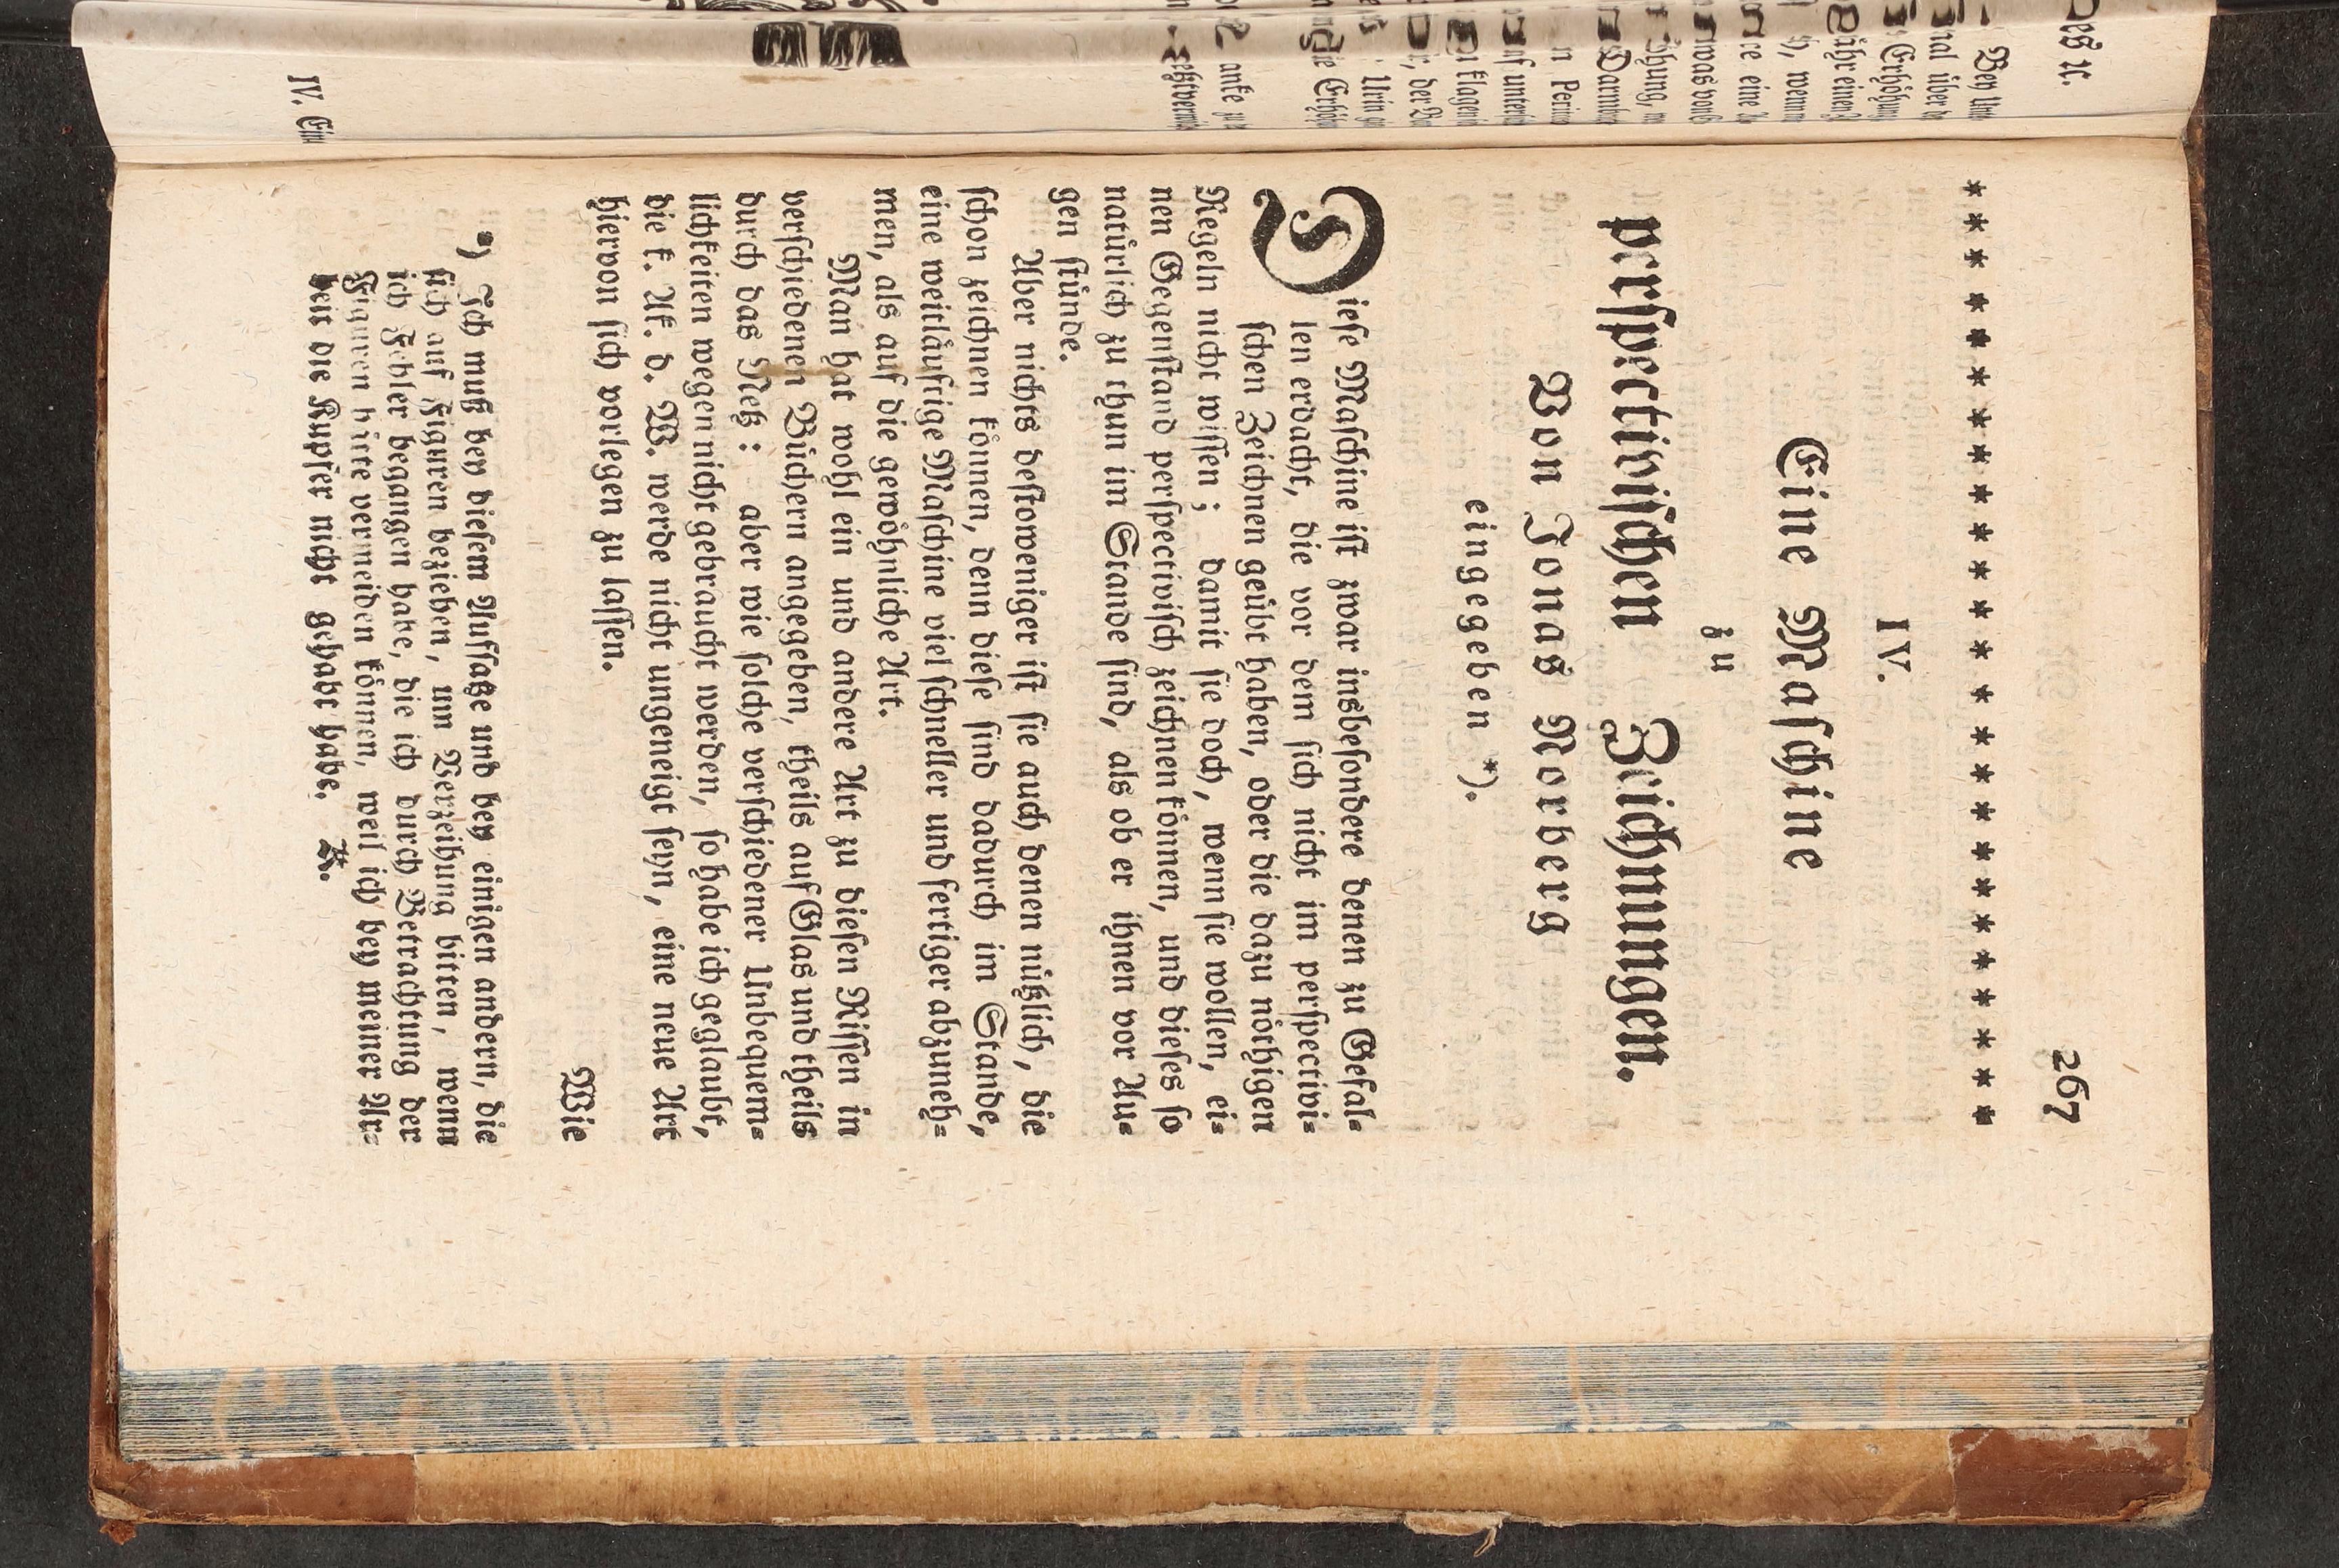 267
* * * * * * * * * * * * * * * * * * * * * * * *
IV.
Eine Maſchine
zu
perſpectiviſchen Zeichnungen.
Von Jonas Norberg
eingegeben *).
Dieſe Maſchine iſt zwar insbeſondere denen zu Gefal-
len erdacht, die vor dem ſich nicht im perſpectivi-
ſchen Zeichnen geübt haben, oder die dazu nöthigen
Regeln nicht wiſſen; damit ſie doch, wenn ſie wollen, ei-
nen Gegenſtand perſpectiviſch zeichnen können, und dieſes ſo
natürlich zu thun im Stande ſind, als ob er ihnen vor Au-
gen ſtünde.
Aber nichts deſtoweniger iſt ſie auch denen nützlich, die
ſchon zeichnen können, denn dieſe ſind dadurch im Stande,
eine weitläuftige Maſchine viel ſchneller und fertiger abzuneh-
men, als auf die gewöhnliche Art.
Man hat wohl ein und andere Art zu dieſen Riſſen in
verſchiedenen Büchern angegeben, theils auf Glas und theils
durch das Netz: aber wie ſolche verſchiedener Unbequem-
lichkeiten wegen nicht gebraucht werden, ſo habe ich geglaubt,
die k. Ak. d. W. werde nicht ungeneigt ſeyn, eine neue Art
hiervon ſich vorlegen zu laſſen.
Wie
*) Ich muß bey dieſem Aufſatze und bey einigen andern, die
ſich auf Figuren beziehen, um Verzeihung bitten, wenn
ich Fehler begangen habe, die ich durch Betrachtung der
Figuren hätte vermeiden können, weil ich bey meiner Ar-
beit die Kupfer nicht gehabt habe. K.
IV. Ein